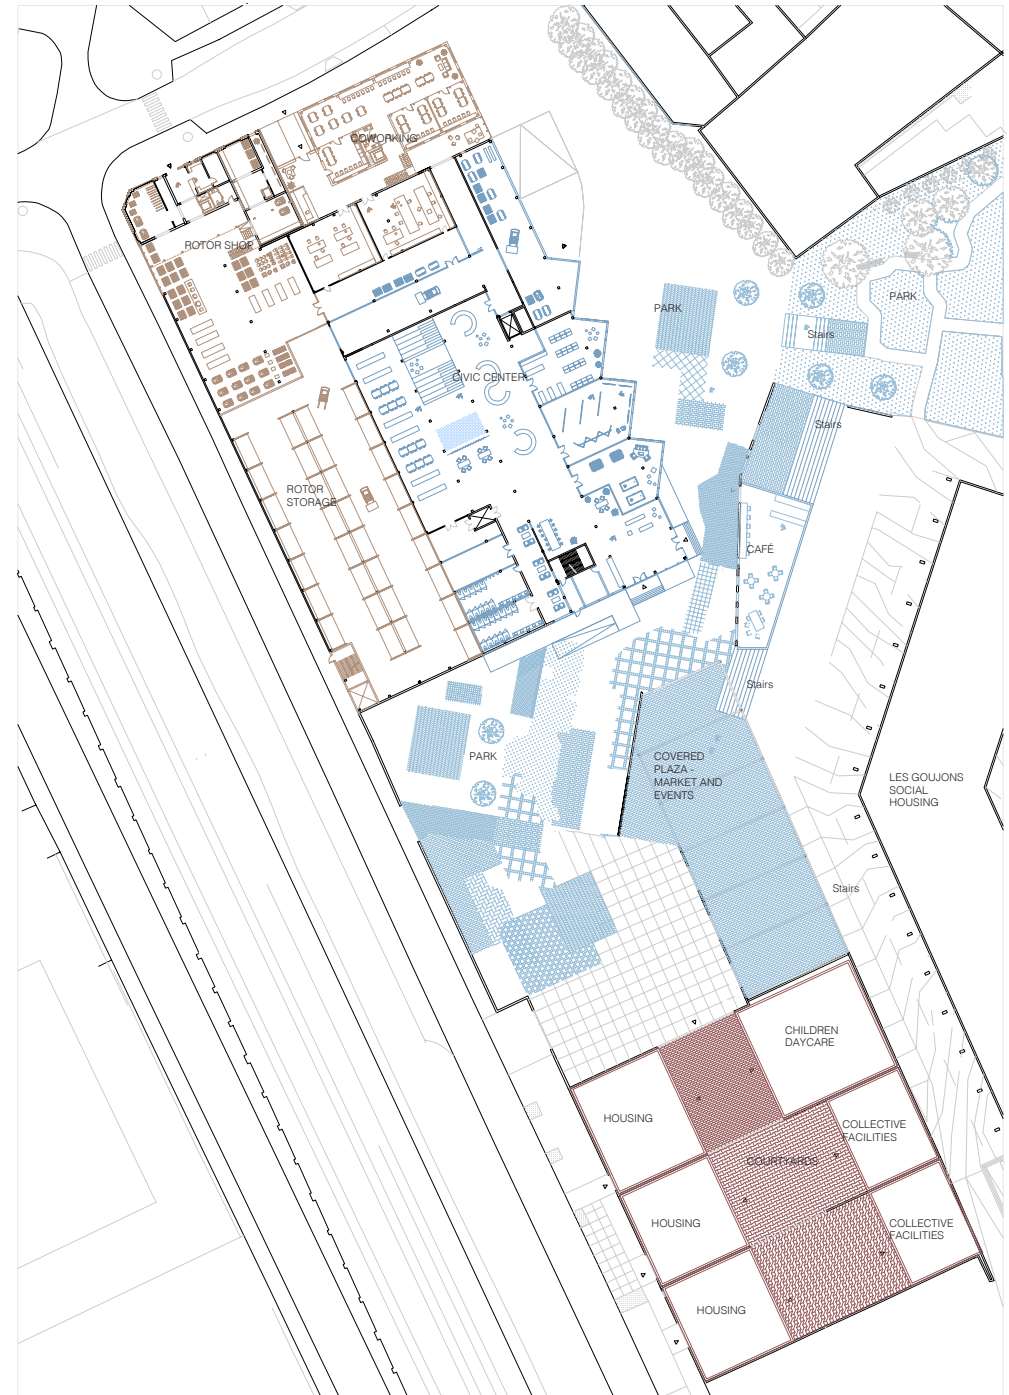 COWORKING
ROTOR SHOP
PARK
PARK
Stairs
CIVIC CENTER
Stairs
ROTOR
STORAGE
CAFÉ
Stairs
PARK
COVERED
PLAZA -
MARKET AND
EVENTS
LES GOUJONS
SOCIAL
HOUSING
Stairs
CHILDREN
DAYCARE
HOUSING
COLLECTIVE
FACILITIES
COURTYARDS
HOUSING
COLLECTIVE
FACILITIES
HOUSING